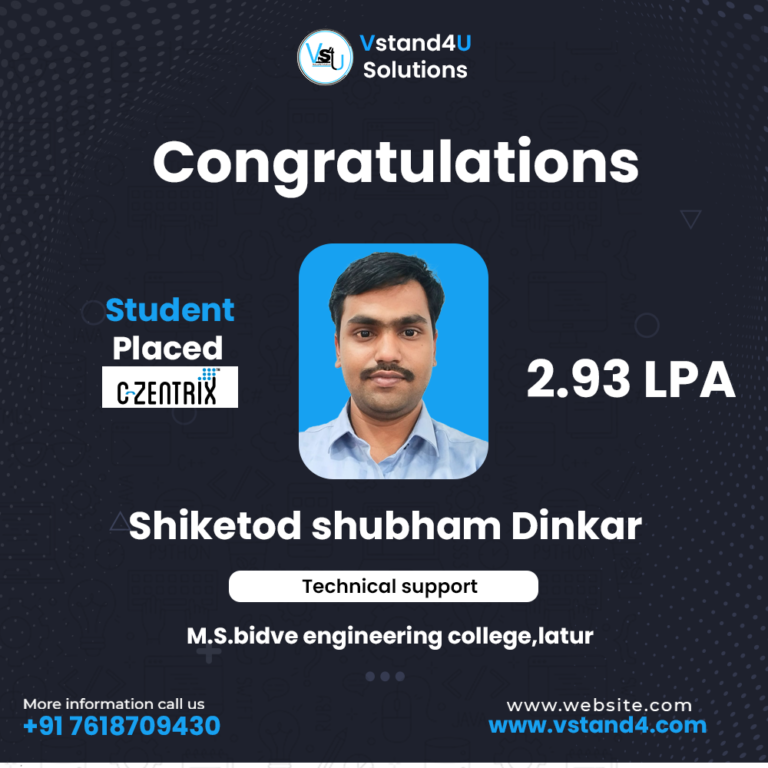 Vstand4U
Solutions
VStU
Congratulations
Student
Placed
C-ZENTRIX
2.93 LPA
Shiketod shubham Dinkar
Technical support
M.S.bidve engineering college,latur
More information call us
+91 7618709430
www.website.com
www.vstand4.com